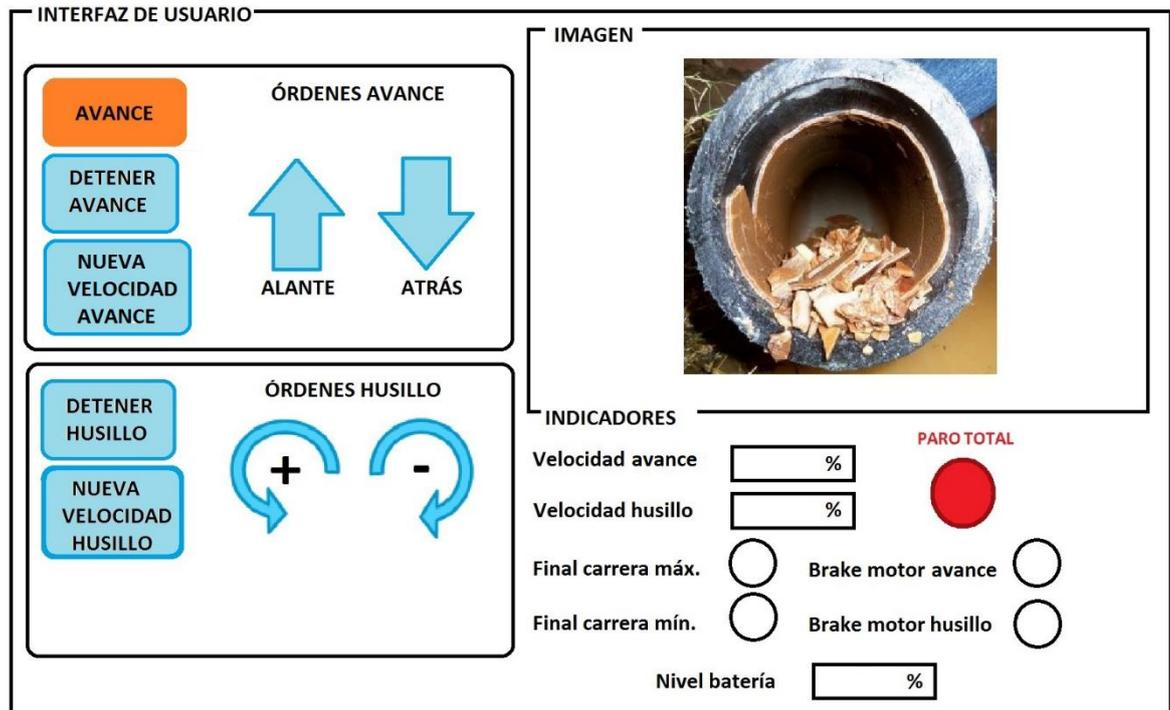 INTERFAZ DE USUARIO
AVANCE
DETENER
AVANCE
NUEVA
VELOCIDAD
AVANCE
ÓRDENES AVANCE
ALANTE
ATRÁS
DETENER
HUSILLO
NUEVA
VELOCIDAD
HUSILLO
ÓRDENES HUSILLO
+
-
IMAGEN
INDICADORES
Velocidad avance
%
Velocidad husillo
%
PARO TOTAL
Final carrera máx.
Brake motor avance
Final carrera mín.
Brake motor husillo
Nivel batería
%